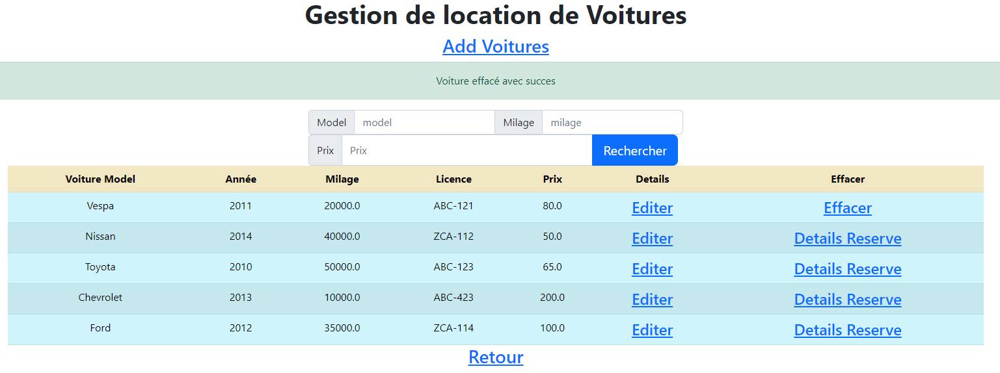 Gestion de location de Voitures
Add Voitures
Voiture effacé avec succes
Model model Milage milage
Prix Prix Rechercher
Voiture Model Année Milage Licence Prix Details Effacer
Vespa 2011 20000.0 ABC-121 80.0 Editer Effacer
Nissan 2014 40000.0 ZCA-112 50.0 Editer Details Reserve
Toyota 2010 50000.0 ABC-123 65.0 Editer Details Reserve
Chevrolet 2013 10000.0 ABC-423 200.0 Editer Details Reserve
Ford 2012 35000.0 ZCA-114 100.0 Editer Details Reserve
Retour